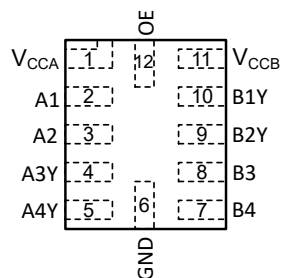 OE
VCCA 1 12 11 VCCB
A1 2 10 B1Y
A2 3 9 B2Y
A3Y 4 8 B3
A4Y 5 6 7 B4
GND